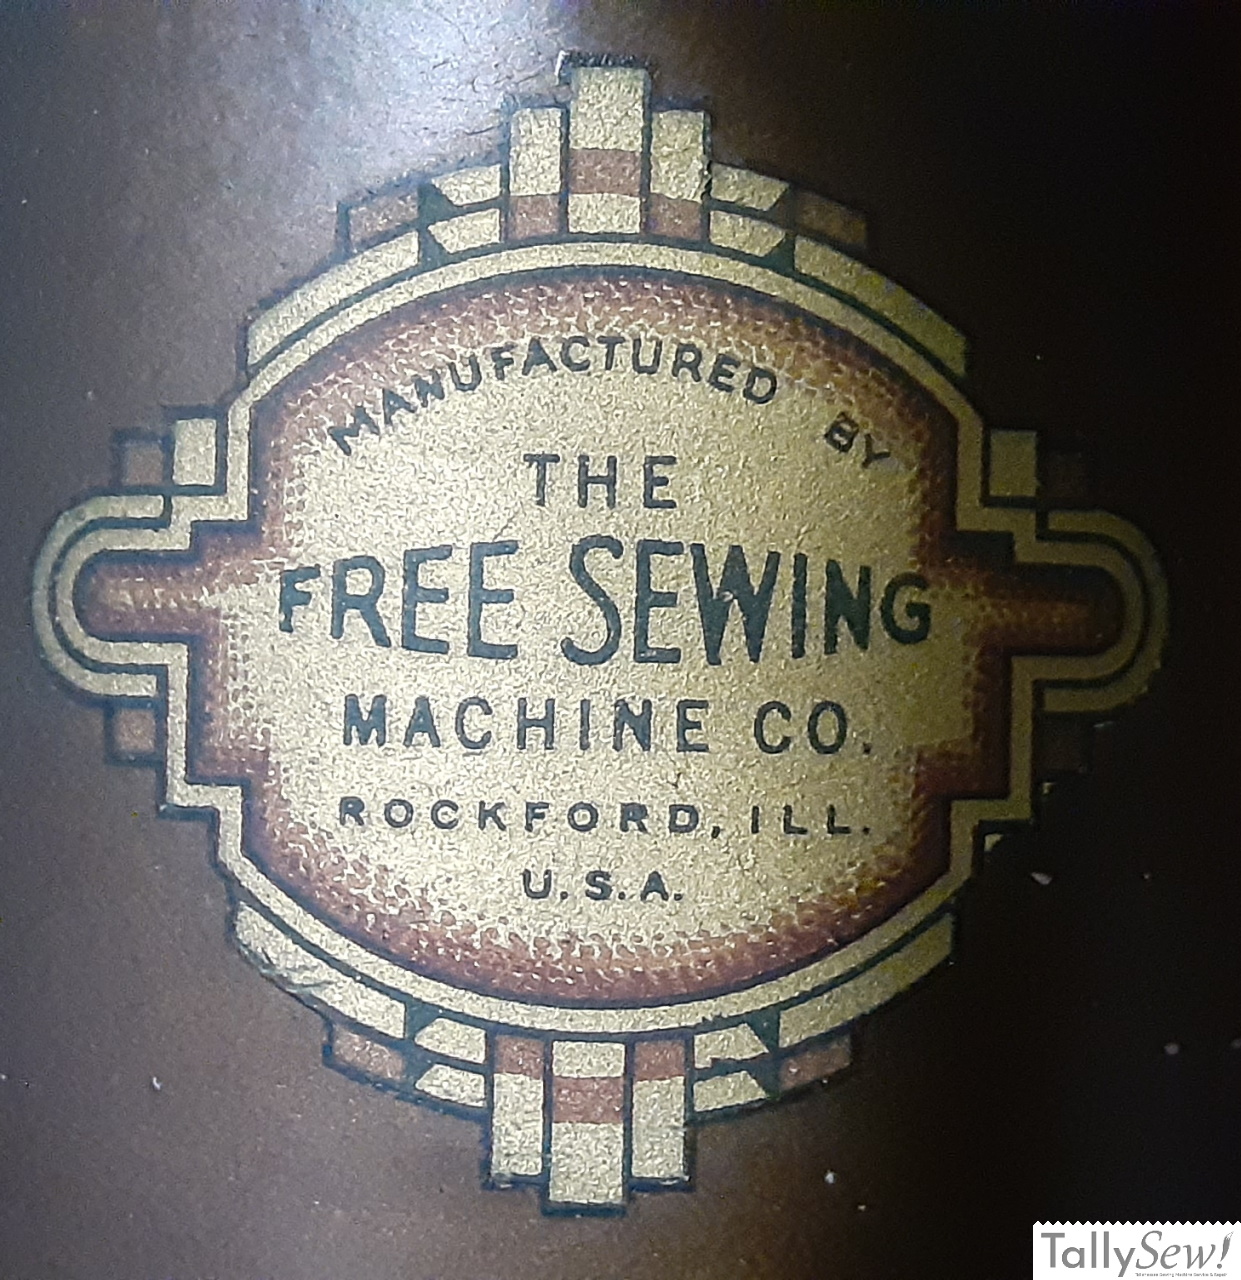 MANUFACTURED BY
THE
FREE SEWING
MACHINE CO.
ROCKFORD, ILL.
U.S.A.
TallySew!